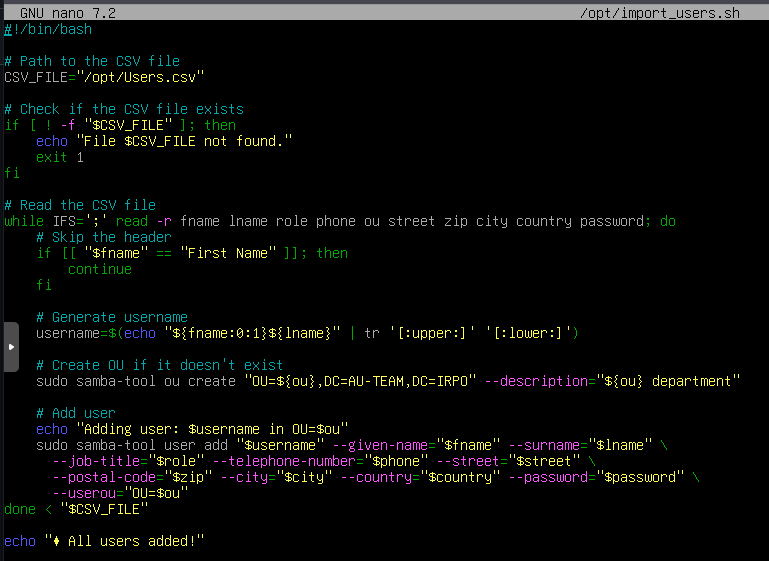 GNU nano 7.2 /opt/import_users.sh
#!/bin/bash
# Path to the CSV file
CSV_FILE="/opt/Users.csv"
# Check if the CSV file exists
if [ ! -f "$CSV_FILE" ]; then
echo "File $CSV_FILE not found."
exit 1
fi
# Read the CSV file
while IFS=';' read -r fname lname role phone ou street zip city country password; do
# Skip the header
if [[ "$fname" == "First Name" ]]; then
continue
fi
# Generate username
username=$(echo "${fname:0:1}${lname}" | tr '[:upper:]' '[:lower:]')
# Create OU if it doesn't exist
sudo samba-tool ou create "OU=${ou},DC=AU-TEAM,DC=IRPO" --description="${ou} department"
# Add user
echo "Adding user: $username in OU=$ou"
sudo samba-tool user add "$username" --given-name="$fname" --surname="$lname" \
--job-title="$role" --telephone-number="$phone" --street="$street" \
--postal-code="$zip" --city="$city" --country="$country" --password="$password" \
--userou="OU=$ou"
done < "$CSV_FILE"
echo "♦ All users added!"